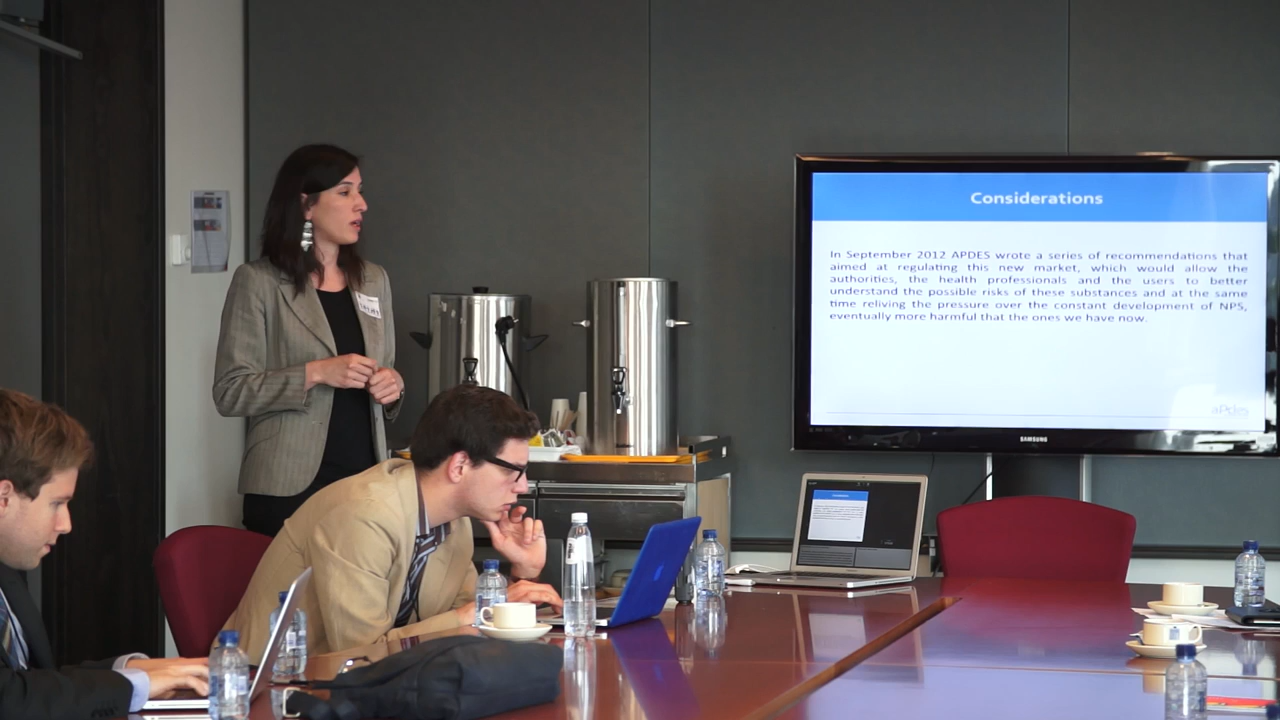 Considerations
In September 2012 APDES wrote a series of recommendations that
aimed at regulating this new market, which would allow the
authorities, the health professionals and the users to better
understand the possible risks of these substances and at the same
time reliving the pressure over the constant development of NPS,
eventually more harmful that the ones we have now.
aPdes
SAMSUNG